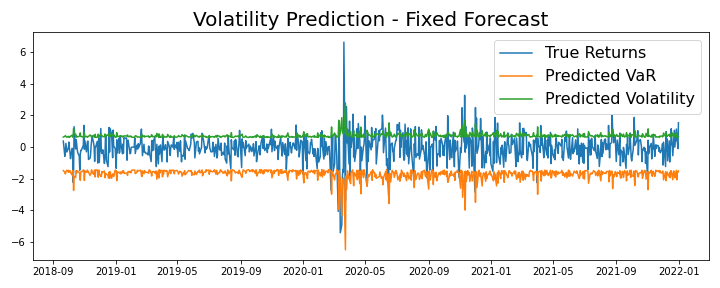 Volatility Prediction - Fixed Forecast
True Returns
Predicted VaR
Predicted Volatility
6
4
2
0
−2
−4
−6
2018-09 2019-01 2019-05 2019-09 2020-01 2020-05 2020-09 2021-01 2021-05 2021-09 2022-01